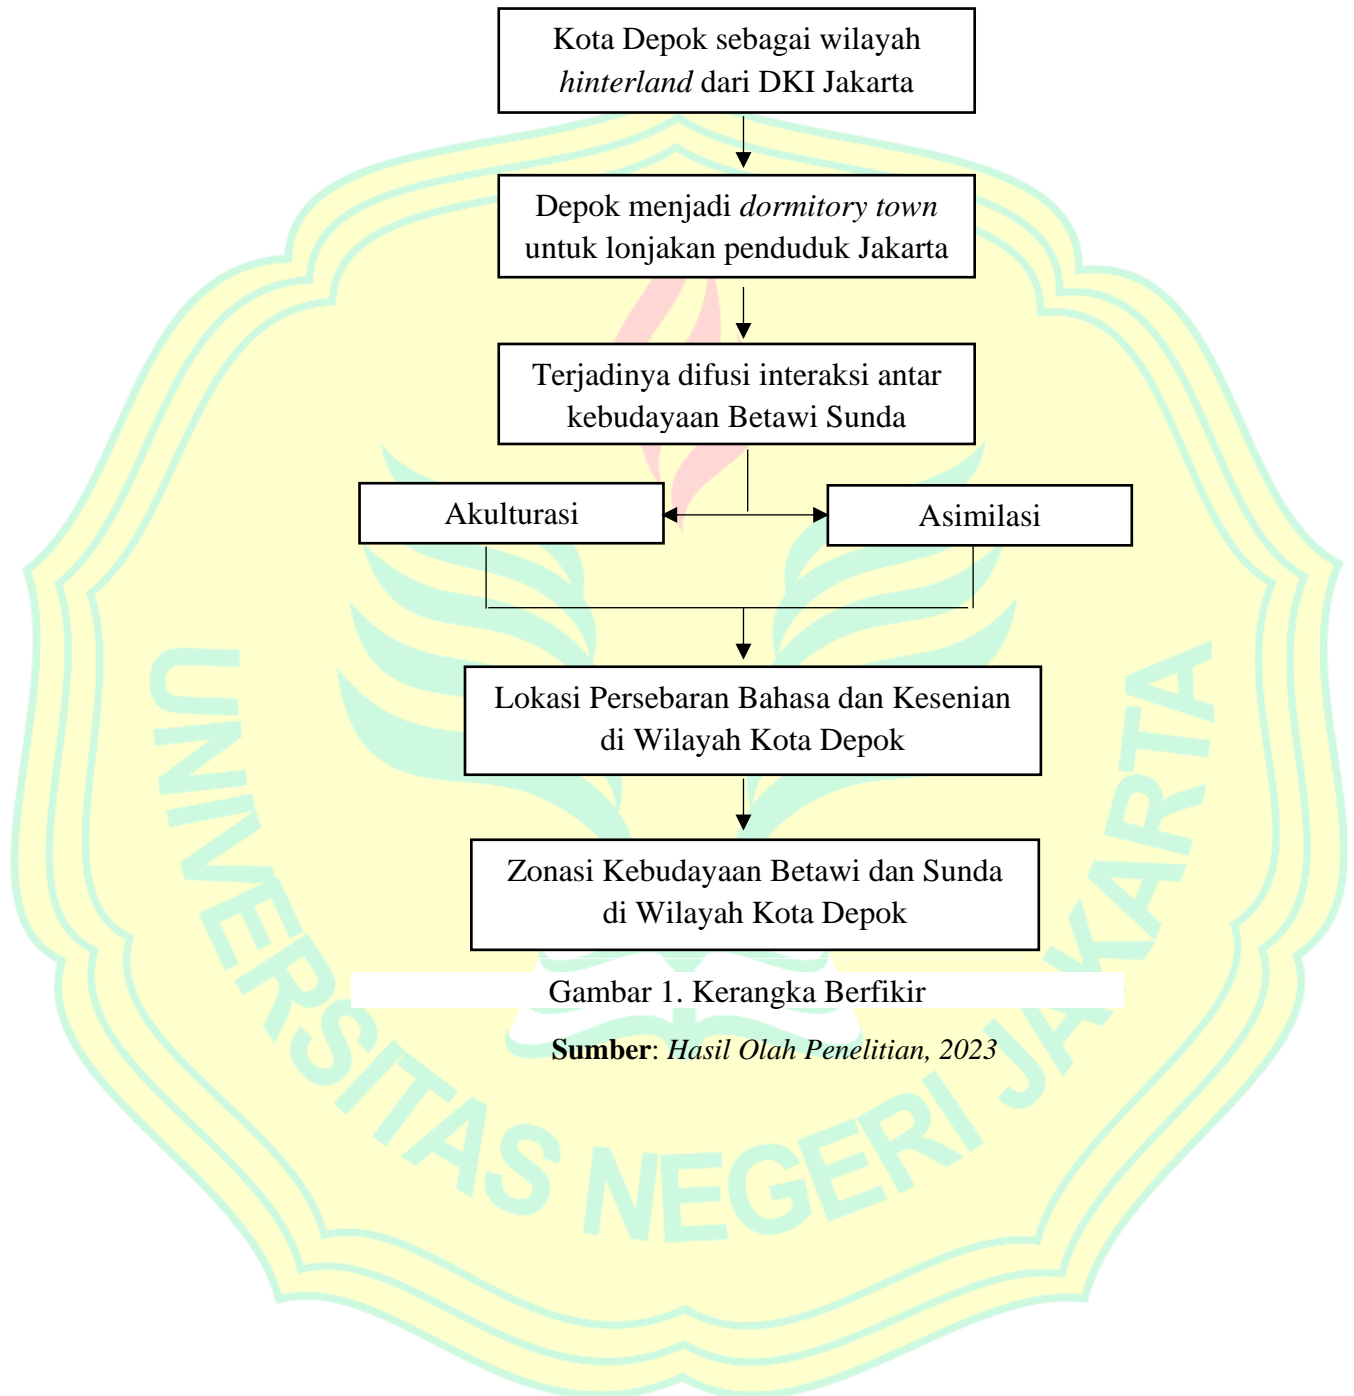 Kota Depok sebagai wilayah
hinterland dari DKI Jakarta
Depok menjadi dormitory town
untuk lonjakan penduduk Jakarta
Terjadinya difusi interaksi antar
kebudayaan Betawi Sunda
Akulturasi
Asimilasi
Lokasi Persebaran Bahasa dan Kesenian
di Wilayah Kota Depok
Zonasi Kebudayaan Betawi dan Sunda
di Wilayah Kota Depok
Gambar 1. Kerangka Berfikir
Sumber: Hasil Olah Penelitian, 2023
UNIVERSITAS NEGERI JAKARTA